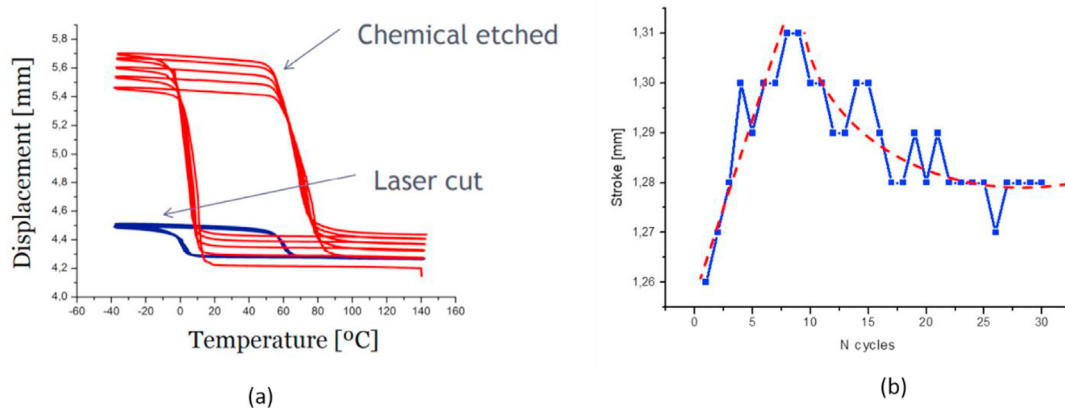 Chemical etched
Laser cut
Displacement [mm]
5,8
5,6
5,4
5,2
5,0
4,8
4,6
4,4
4,2
4,0
-60 -40 -20 0 20 40 60 80 100 120 140 160
Temperature [ºC]
(a)
Stroke [mm]
1,31
1,30
1,29
1,28
1,27
1,26
0 5 10 15 20 25 30
N cycles
(b)